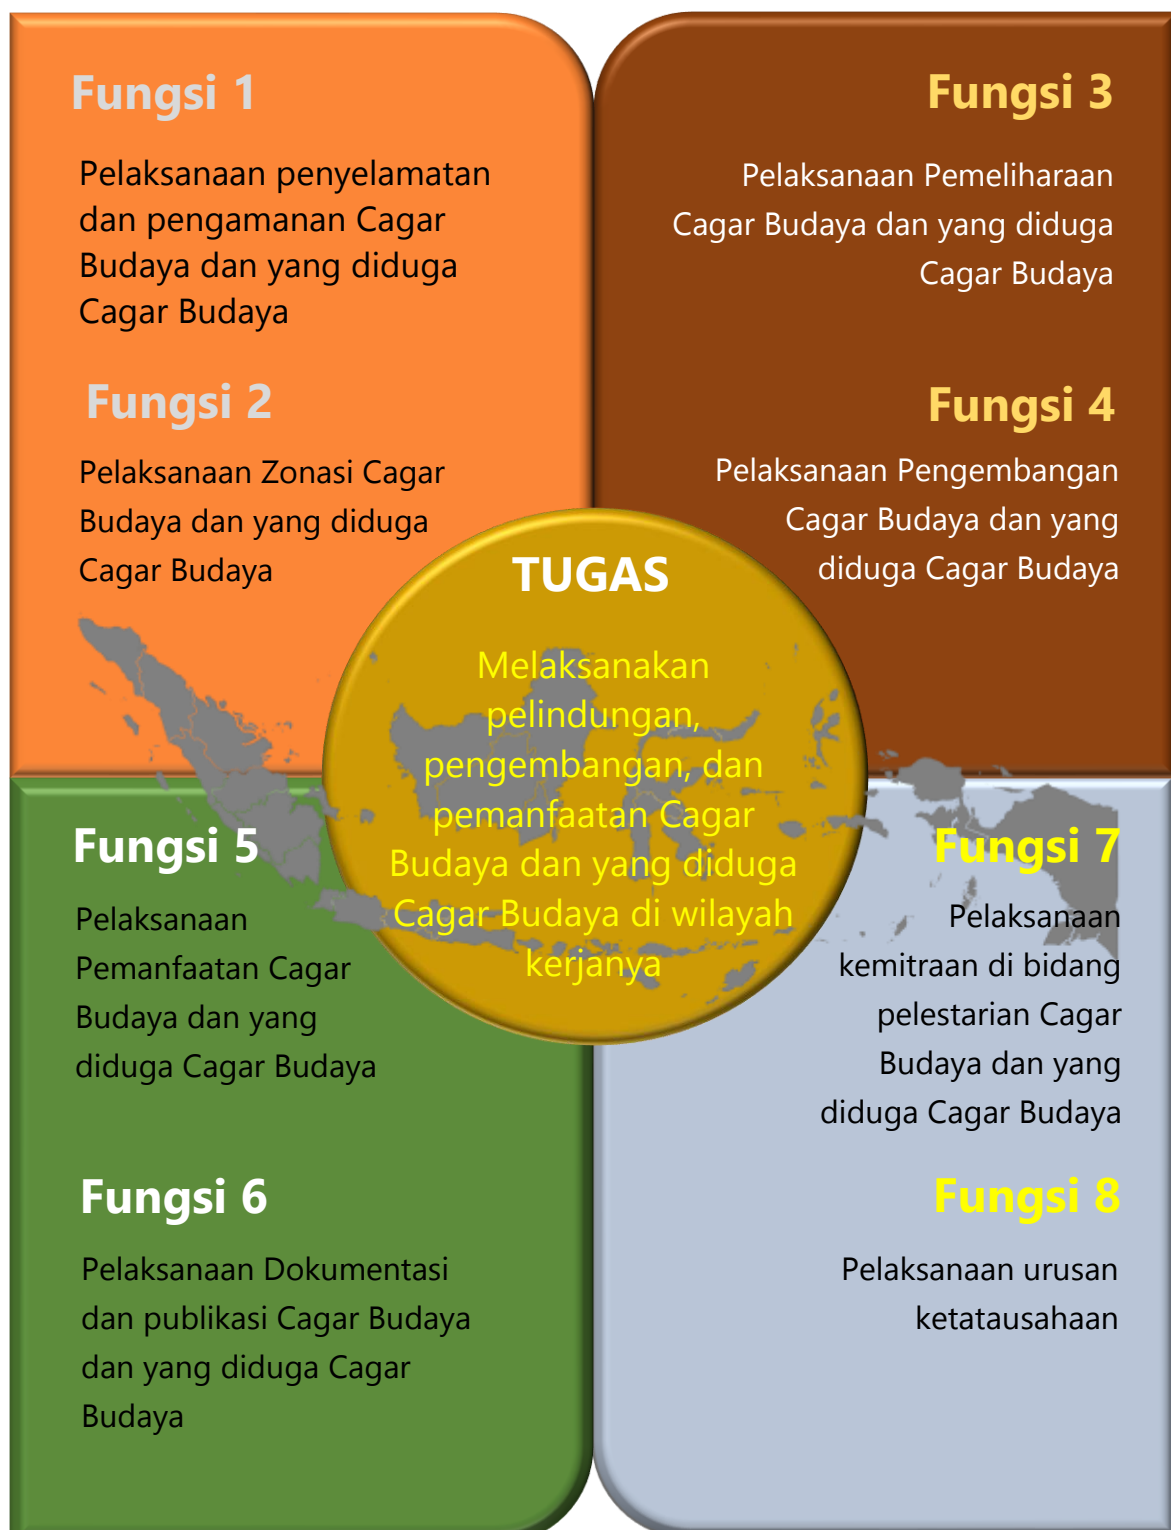 Fungsi 1
Pelaksanaan penyelamatan
dan pengamanan Cagar
Budaya dan yang diduga
Cagar Budaya
Fungsi 2
Pelaksanaan Zonasi Cagar
Budaya dan yang diduga
Cagar Budaya
Fungsi 3
Pelaksanaan Pemeliharaan
Cagar Budaya dan yang diduga
Cagar Budaya
Fungsi 4
Pelaksanaan Pengembangan
Cagar Budaya dan yang
diduga Cagar Budaya
TUGAS
Melaksanakan
pelindungan,
pengembangan, dan
pemanfaatan Cagar
Budaya dan yang diduga
Cagar Budaya di wilayah
kerjanya
Fungsi 5
Pelaksanaan
Pemanfaatan Cagar
Budaya dan yang
diduga Cagar Budaya
Fungsi 6
Pelaksanaan Dokumentasi
dan publikasi Cagar Budaya
dan yang diduga Cagar
Budaya
Fungsi 7
Pelaksanaan
kemitraan di bidang
pelestarian Cagar
Budaya dan yang
diduga Cagar Budaya
Fungsi 8
Pelaksanaan urusan
ketatausahaan